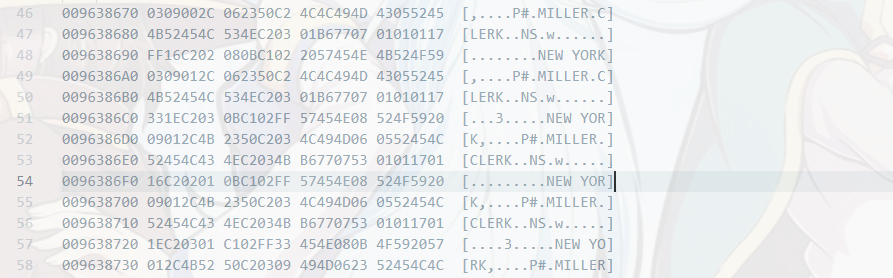 46 009638670 0309002C 062350C2 4C4C494D 43055245 [,....P#.MILLER.C]
47 009638680 4B52454C 534EC203 01B67707 01010117 [LERK..NS.w......]
48 009638690 FF16C202 080BC102 2057454E 4B524F59 [........NEW YORK]
49 0096386A0 0309012C 062350C2 4C4C494D 43055245 [,....P#.MILLER.C]
50 0096386B0 4B52454C 534EC203 01B67707 01010117 [LERK..NS.w......]
51 0096386C0 331EC203 0BC102FF 57454E08 524F5920 [...3.....NEW YOR]
52 0096386D0 09012C4B 2350C203 4C494D06 0552454C [K,....P#.MILLER.]
53 0096386E0 52454C43 4EC2034B B6770753 01011701 [CLERK..NS.w.....]
54 0096386F0 16C20201 0BC102FF 57454E08 524F5920 [.........NEW YOR]
55 009638700 09012C4B 2350C203 4C494D06 0552454C [K,....P#.MILLER.]
56 009638710 52454C43 4EC2034B B6770753 01011701 [CLERK..NS.w.....]
57 009638720 1EC20301 C102FF33 454E080B 4F592057 [....3.....NEW YO]
58 009638730 012C4B52 50C20309 494D0623 52454C4C [RK,....P#.MILLER]